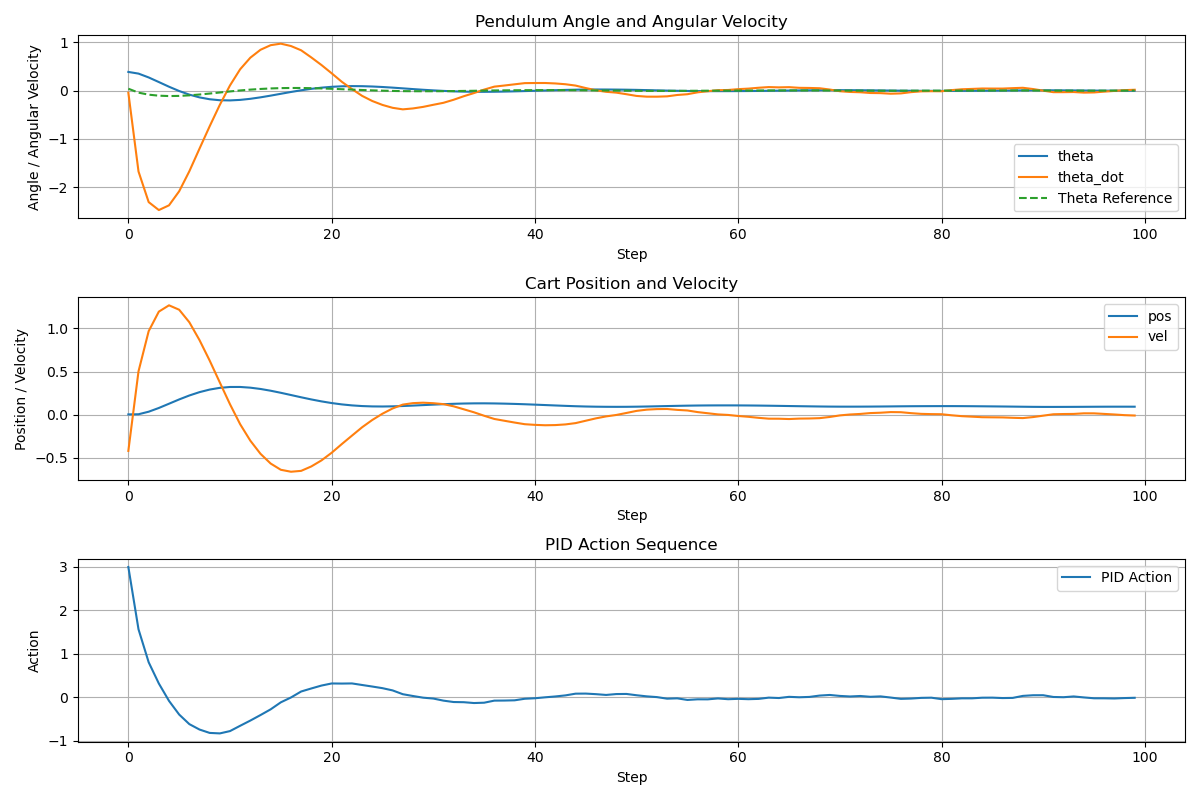 Pendulum Angle and Angular Velocity
Angle / Angular Velocity
1
0
−1
−2
theta
theta_dot
Theta Reference
0 20 40 60 80 100
Step
Cart Position and Velocity
Position / Velocity
1.0
0.5
0.0
−0.5
pos
vel
0 20 40 60 80 100
Step
PID Action Sequence
Action
3
2
1
0
−1
PID Action
0 20 40 60 80 100
Step